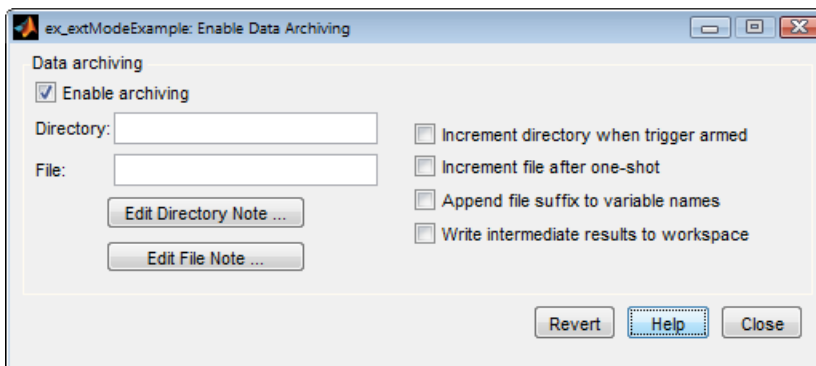 ex_extModeExample: Enable Data Archiving
Data archiving
Enable archiving
Directory:
File:
Edit Directory Note ...
Edit File Note ...
Increment directory when trigger armed
Increment file after one-shot
Append file suffix to variable names
Write intermediate results to workspace
Revert Help Close